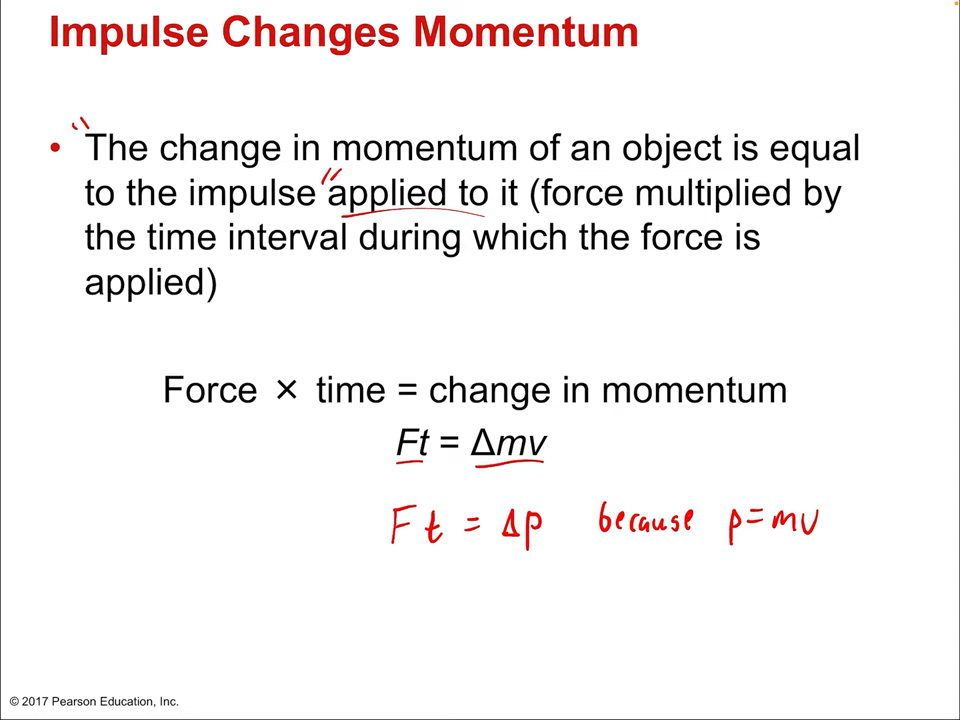 Impulse Changes Momentum
• "The change in momentum of an object is equal
to the impulse" applied to it (force multiplied by
the time interval during which the force is
applied)
Force × time = change in momentum
Ft = Δmv
Ft = Δp because p=mv
© 2017 Pearson Education, Inc.